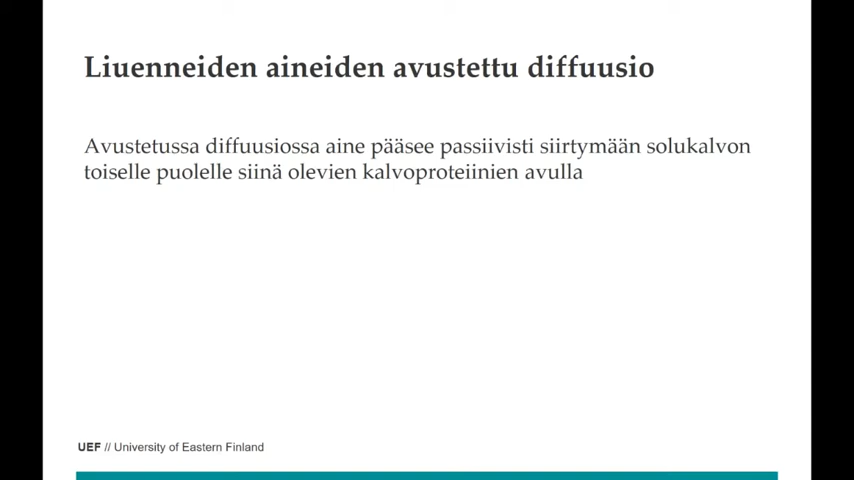 Liuenneiden aineiden avustettu diffuusio
Avustetussa diffuusiossa aine pääsee passiivisti siirtymään solukalvon
toiselle puolelle siinä olevien kalvoproteiinien avulla
UEF // University of Eastern Finland